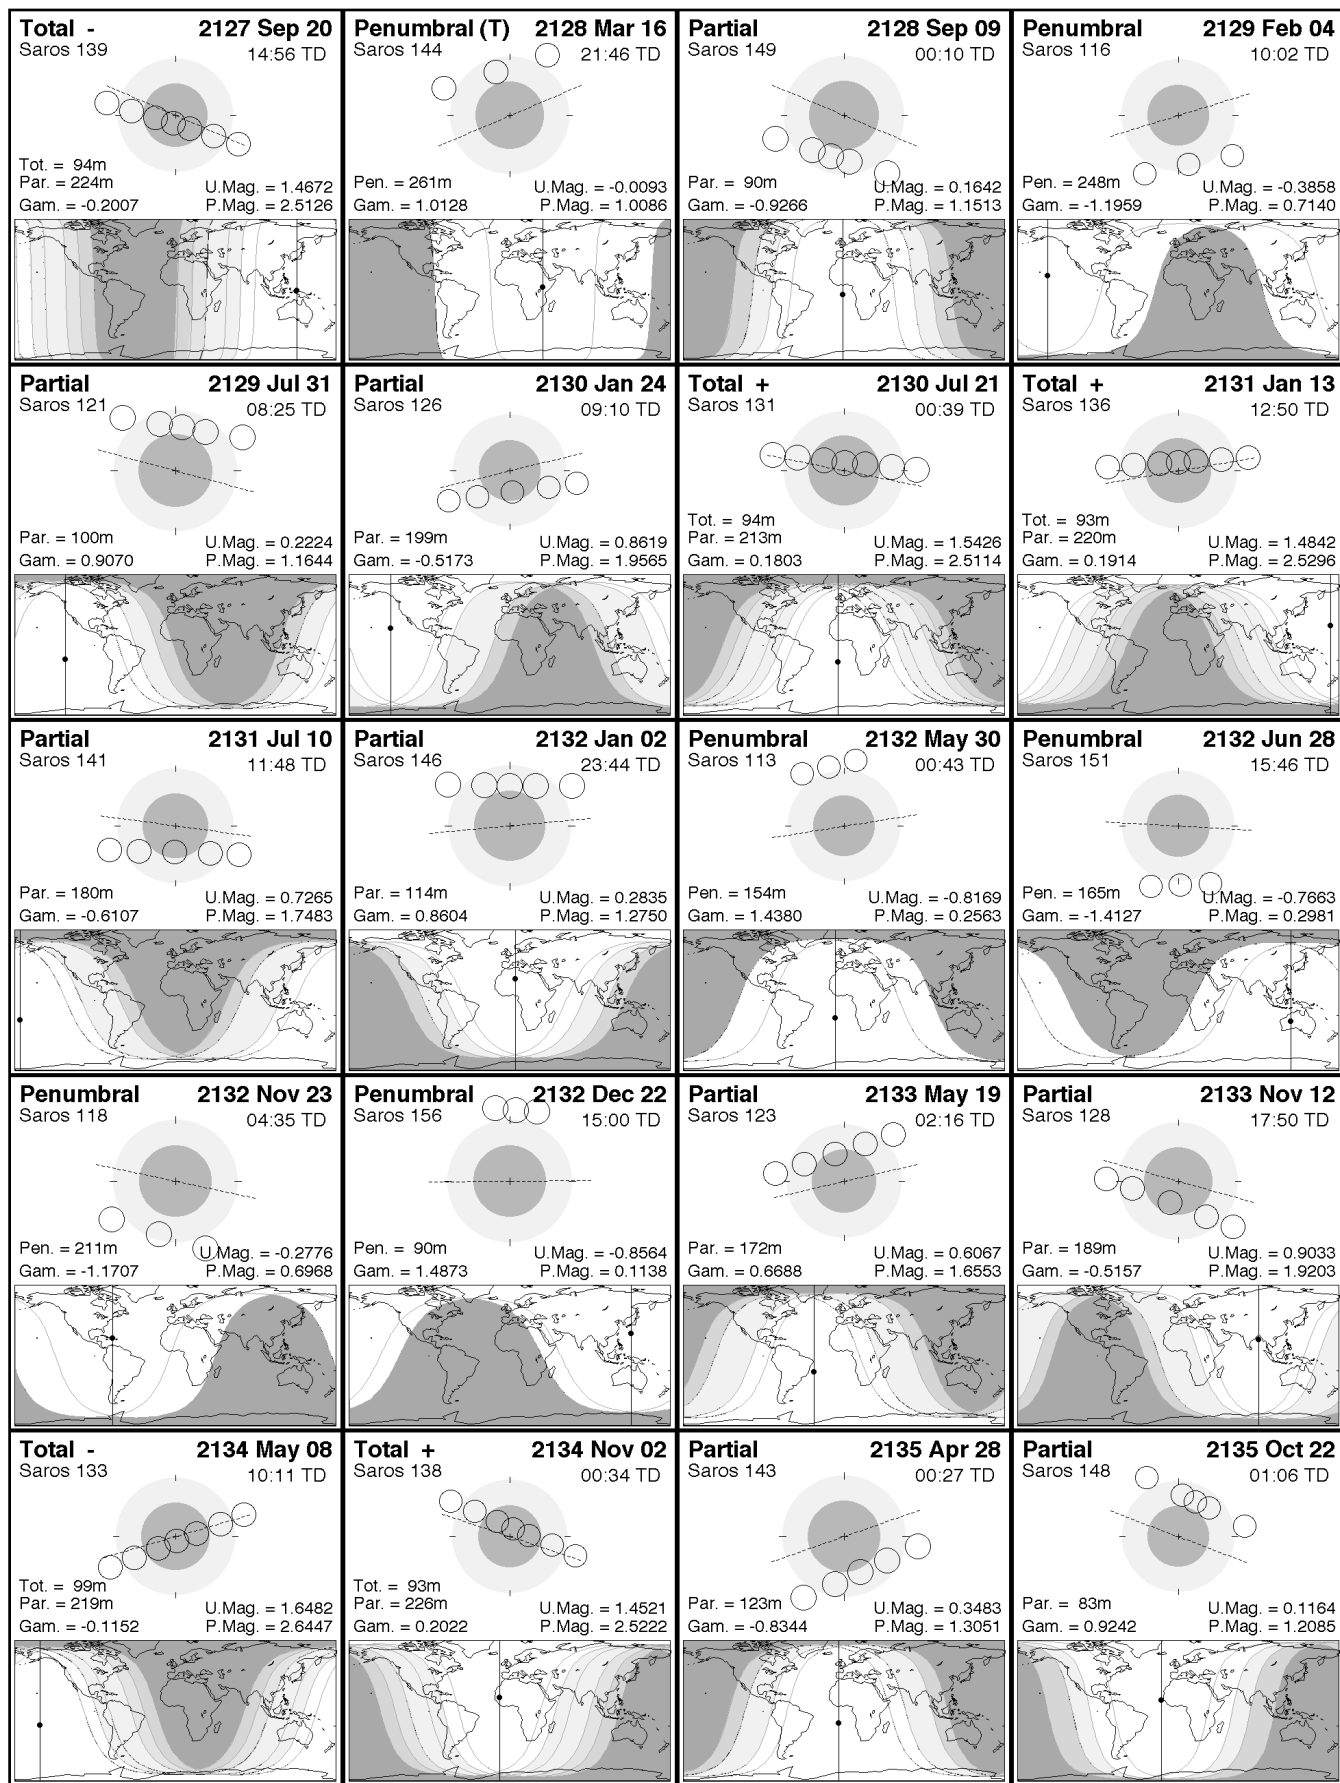 Total - 2127 Sep 20
Saros 139 14:56 TD
Tot. = 94m
Par. = 224m U.Mag. = 1.4672
Gam. = -0.2007 P.Mag. = 2.5126
Penumbral (T) 2128 Mar 16
Saros 144 21:46 TD
Pen. = 261m U.Mag. = -0.0093
Gam. = 1.0128 P.Mag. = 1.0086
Partial 2128 Sep 09
Saros 149 00:10 TD
Par. = 90m U.Mag. = 0.1642
Gam. = -0.9266 P.Mag. = 1.1513
Penumbral 2129 Feb 04
Saros 116 10:02 TD
Pen. = 248m U.Mag. = -0.3858
Gam. = -1.1959 P.Mag. = 0.7140
Partial 2129 Jul 31
Saros 121 08:25 TD
Par. = 100m U.Mag. = 0.2224
Gam. = 0.9070 P.Mag. = 1.1644
Partial 2130 Jan 24
Saros 126 09:10 TD
Par. = 199m U.Mag. = 0.8619
Gam. = -0.5173 P.Mag. = 1.9565
Total + 2130 Jul 21
Saros 131 00:39 TD
Tot. = 94m
Par. = 213m U.Mag. = 1.5426
Gam. = 0.1803 P.Mag. = 2.5114
Total + 2131 Jan 13
Saros 136 12:50 TD
Tot. = 93m
Par. = 220m U.Mag. = 1.4842
Gam. = 0.1914 P.Mag. = 2.5296
Partial 2131 Jul 10
Saros 141 11:48 TD
Par. = 180m U.Mag. = 0.7265
Gam. = -0.6107 P.Mag. = 1.7483
Partial 2132 Jan 02
Saros 146 23:44 TD
Par. = 114m U.Mag. = 0.2835
Gam. = 0.8604 P.Mag. = 1.2750
Penumbral 2132 May 30
Saros 113 00:43 TD
Pen. = 154m U.Mag. = -0.8169
Gam. = 1.4380 P.Mag. = 0.2563
Penumbral 2132 Jun 28
Saros 151 15:46 TD
Pen. = 165m U.Mag. = -0.7663
Gam. = -1.4127 P.Mag. = 0.2981
Penumbral 2132 Nov 23
Saros 118 04:35 TD
Pen. = 211m U.Mag. = -0.2776
Gam. = -1.1707 P.Mag. = 0.6968
Penumbral 2132 Dec 22
Saros 156 15:00 TD
Pen. = 90m U.Mag. = -0.8564
Gam. = 1.4873 P.Mag. = 0.1138
Partial 2133 May 19
Saros 123 02:16 TD
Par. = 172m U.Mag. = 0.6067
Gam. = 0.6688 P.Mag. = 1.6553
Partial 2133 Nov 12
Saros 128 17:50 TD
Par. = 189m U.Mag. = 0.9033
Gam. = -0.5157 P.Mag. = 1.9203
Total - 2134 May 08
Saros 133 10:11 TD
Tot. = 99m
Par. = 219m U.Mag. = 1.6482
Gam. = -0.1152 P.Mag. = 2.6447
Total + 2134 Nov 02
Saros 138 00:34 TD
Tot. = 93m
Par. = 226m U.Mag. = 1.4521
Gam. = 0.2022 P.Mag. = 2.5222
Partial 2135 Apr 28
Saros 143 00:27 TD
Par. = 123m U.Mag. = 0.3483
Gam. = -0.8344 P.Mag. = 1.3051
Partial 2135 Oct 22
Saros 148 01:06 TD
Par. = 83m U.Mag. = 0.1164
Gam. = 0.9242 P.Mag. = 1.2085